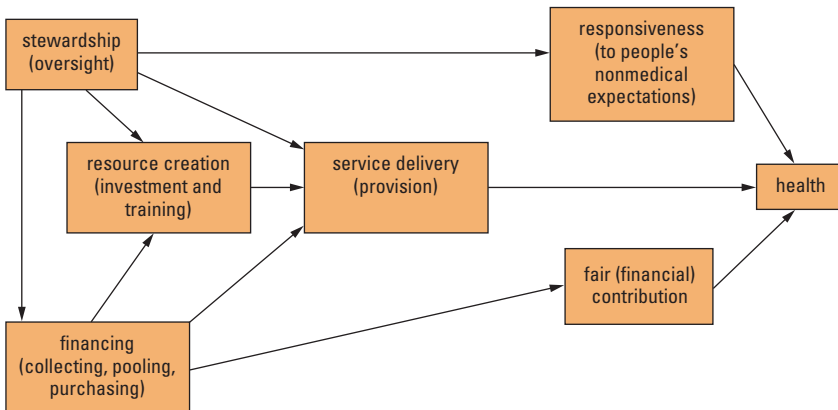 stewardship
(oversight)
responsiveness
(to people's
nonmedical
expectations)
resource creation
(investment and
training)
service delivery
(provision)
health
fair (financial)
contribution
financing
(collecting, pooling,
purchasing)